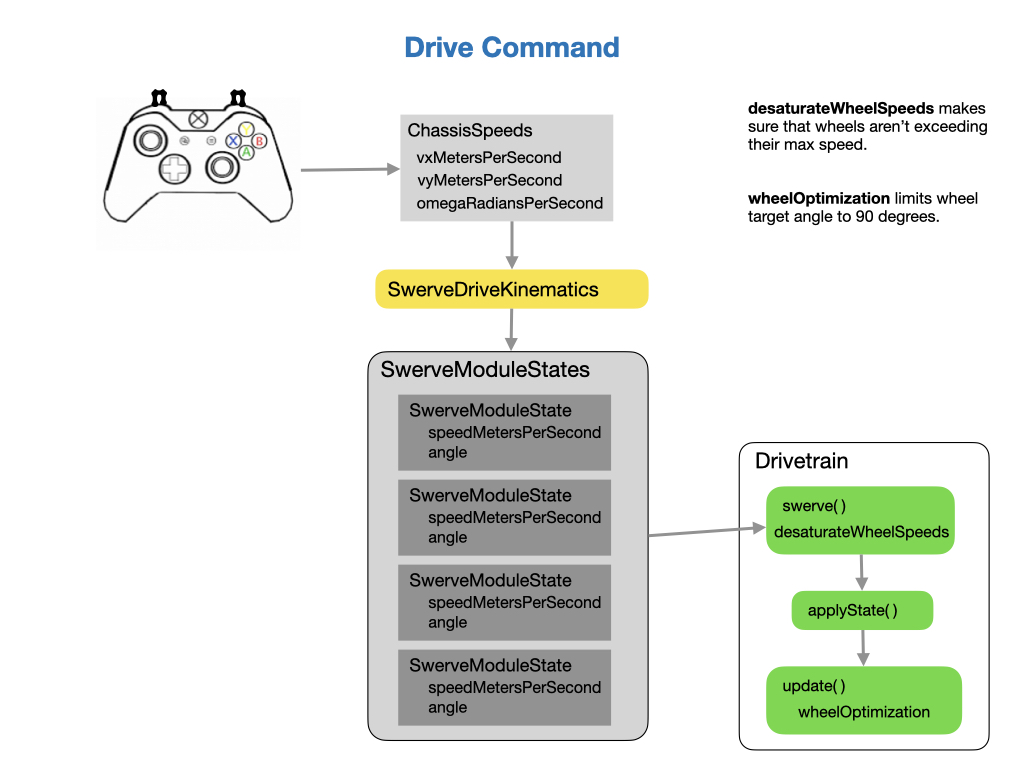 Drive Command
Y
X
B
A
ChassisSpeeds
vxMetersPerSecond
vyMetersPerSecond
omegaRadiansPerSecond
desaturateWheelSpeeds makes
sure that wheels aren't exceeding
their max speed.
wheelOptimization limits wheel
target angle to 90 degrees.
SwerveDriveKinematics
SwerveModuleStates
SwerveModuleState
speedMetersPerSecond
angle
SwerveModuleState
speedMetersPerSecond
angle
SwerveModuleState
speedMetersPerSecond
angle
SwerveModuleState
speedMetersPerSecond
angle
Drivetrain
swerve( )
desaturateWheelSpeeds
applyState( )
update( )
wheelOptimization